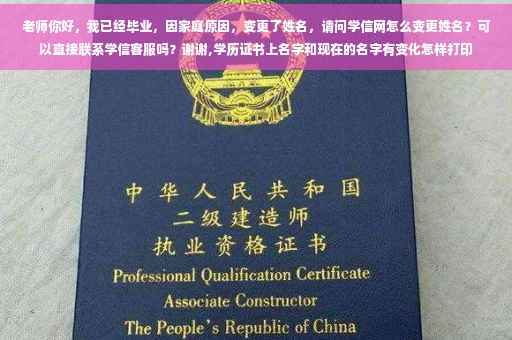 老师你好，我已经毕业，因家庭原因，变更了姓名，请问学信网怎么变更姓名？可
以直接联系学信客服吗？谢谢,学历证书上名字和现在的名字有变化怎样打印
中华人民共和国
二级建造师
执业资格证书
Professional Qualification Certificate
Associate Constructor
The People's Republic of China